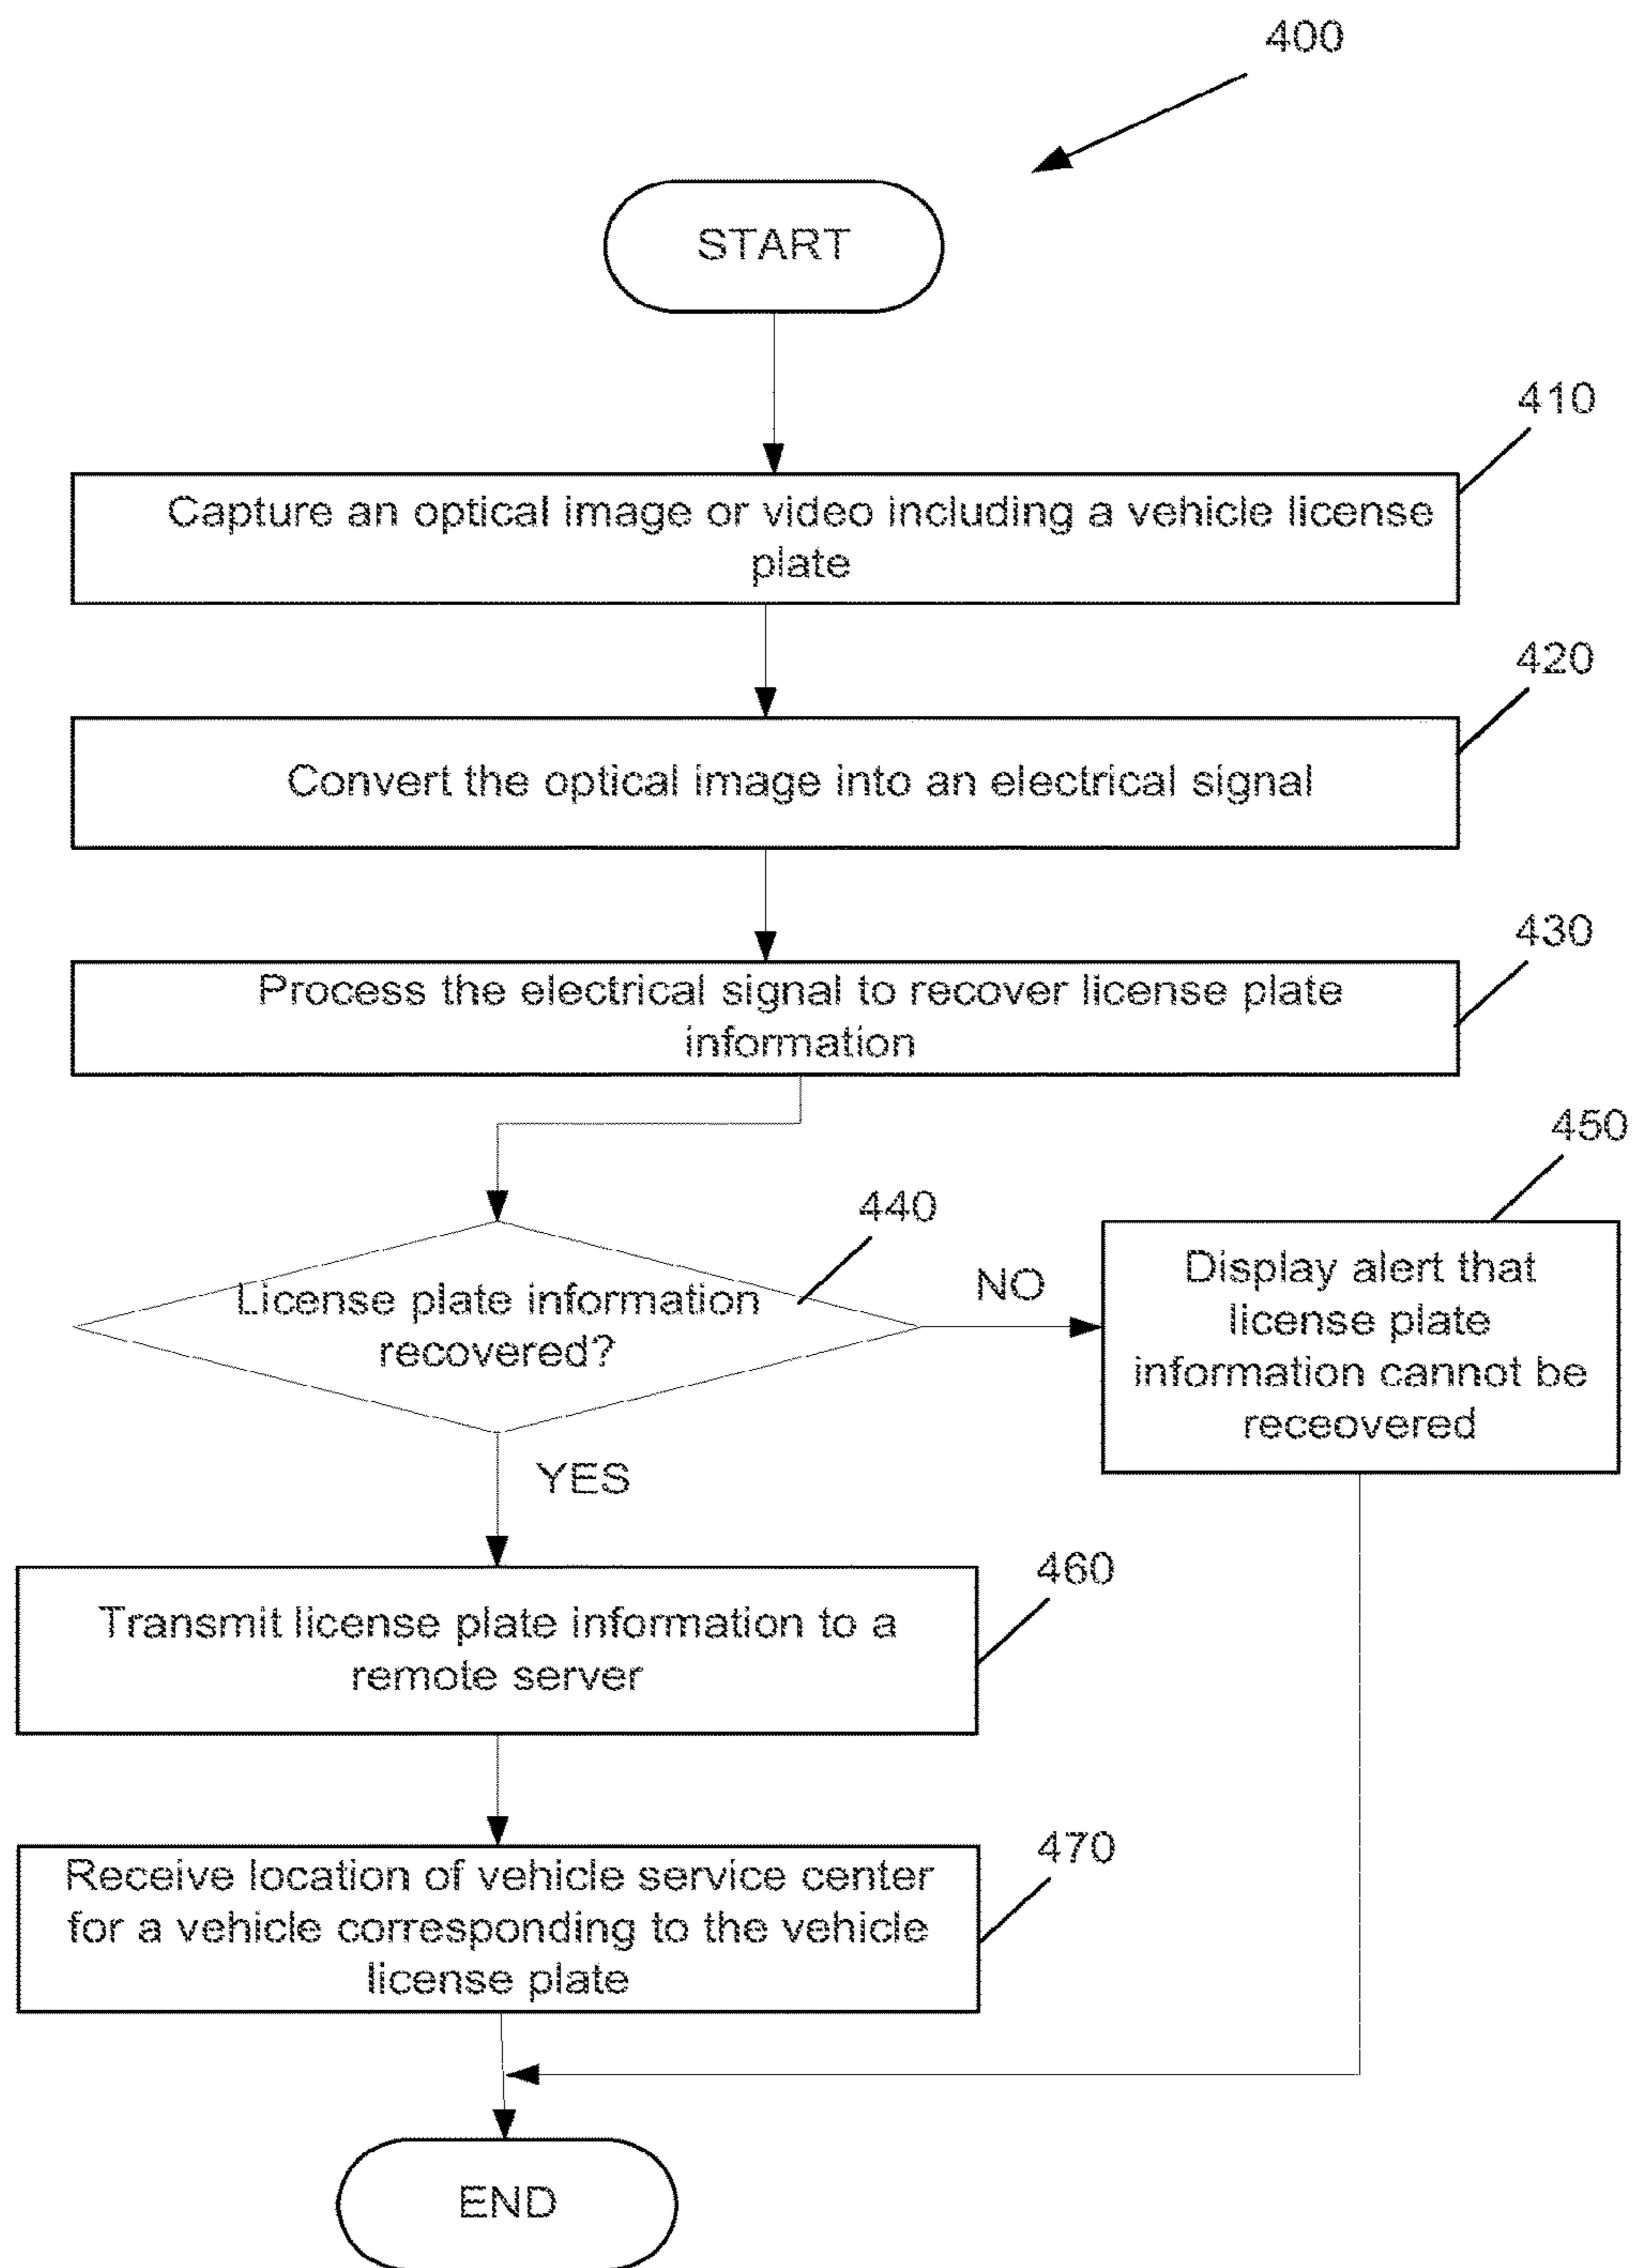 400
START
410
Capture an optical image or video including a vehicle license
plate
420
Convert the optical image into an electrical signal
430
Process the electrical signal to recover license plate
information
440
License plate information
recovered?
NO
450
Display alert that
license plate
information cannot be
receovered
YES
460
Transmit license plate information to a
remote server
470
Receive location of vehicle service center
for a vehicle corresponding to the vehicle
license plate
END